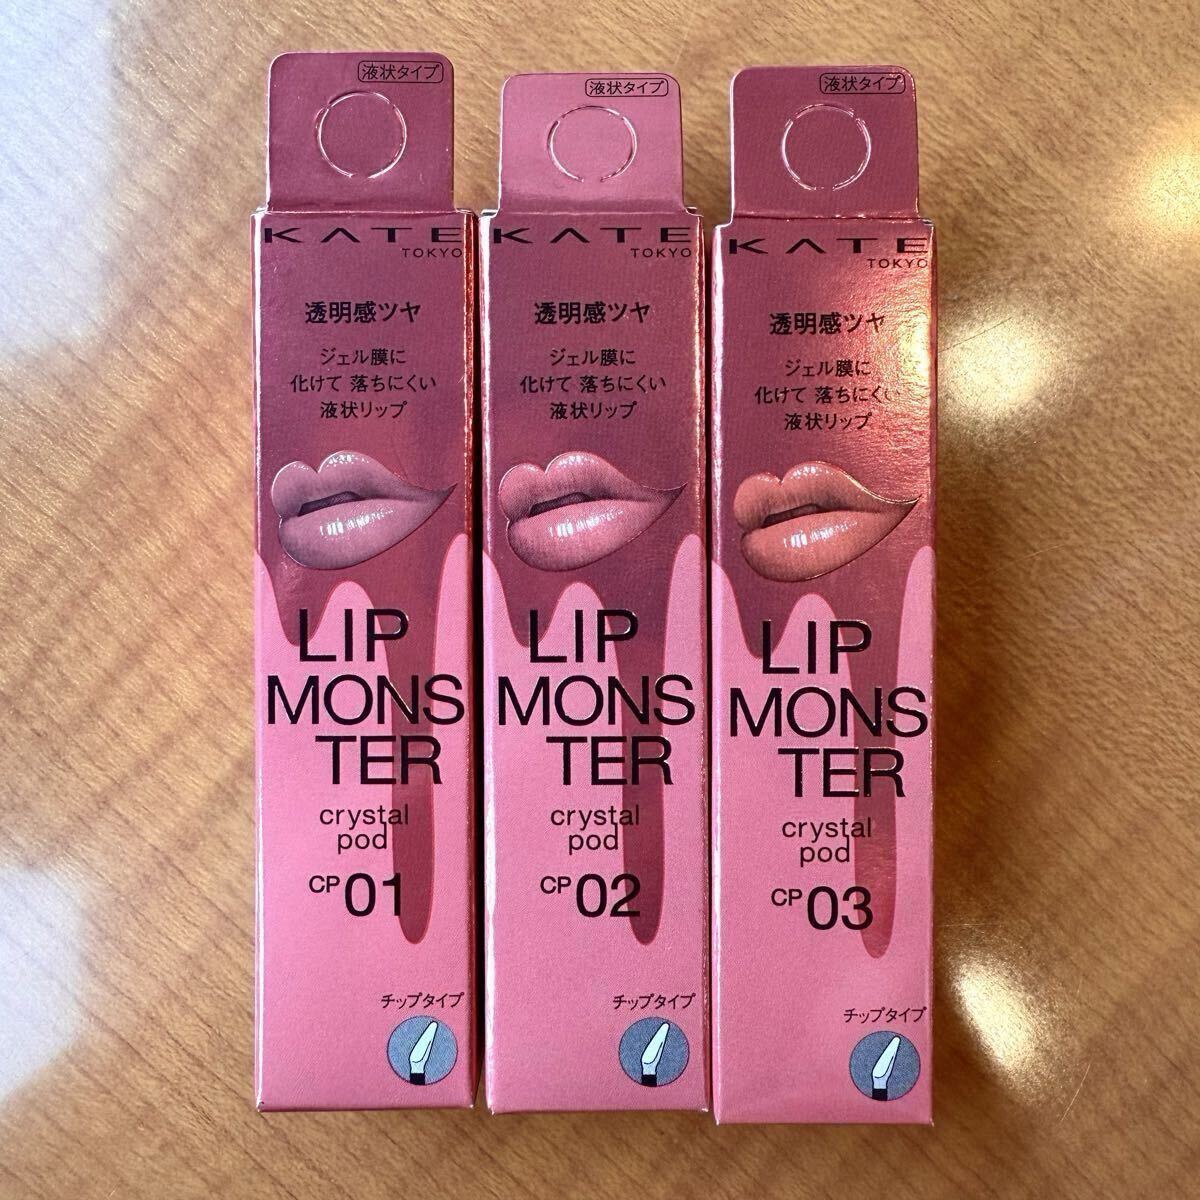 液状タイプ
KATE
TOKYO
透明感ツヤ
ジェル膜に
化けて 落ちにくい
液状リップ
LIP
MONS
TER
crystal
pod
CP01
チップタイプ
液状タイプ
KATE
TOKYO
透明感ツヤ
ジェル膜に
化けて 落ちにくい
液状リップ
LIP
MONS
TER
crystal
pod
CP02
チップタイプ
液状タイプ
KATE
TOKYO
透明感ツヤ
ジェル膜に
化けて 落ちにくい
液状リップ
LIP
MONS
TER
crystal
pod
CP03
チップタイプ